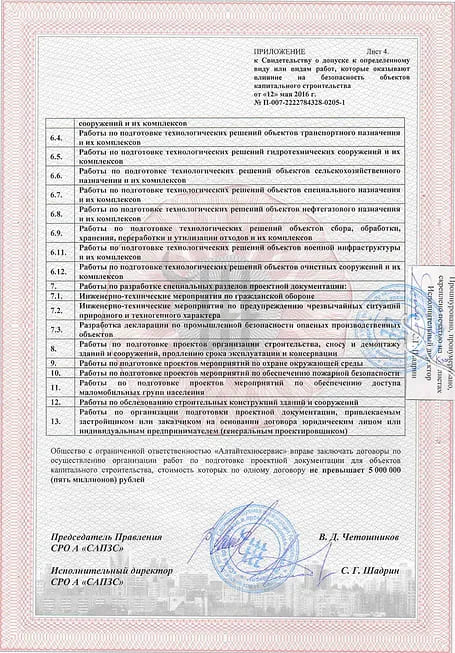 ПРИЛОЖЕНИЕ Лист 4.
к Свидетельству о допуске к определенному
виду или видам работ, которые оказывают
влияние на безопасность объектов
капитального строительства
от «12» мая 2016 г.
№ П-007-2222784328-0205-1
сооружений и их комплексов
6.4. Работы по подготовке технологических решений объектов транспортного назначения
и их комплексов
6.5. Работы по подготовке технологических решений гидротехнических сооружений и их
комплексов
6.6. Работы по подготовке технологических решений объектов сельскохозяйственного
назначения и их комплексов
6.7. Работы по подготовке технологических решений объектов специального назначения
и их комплексов
6.8. Работы по подготовке технологических решений объектов нефтегазового назначения
и их комплексов
6.9. Работы по подготовке технологических решений объектов сбора, обработки,
хранения, переработки и утилизации отходов и их комплексов
6.11. Работы по подготовке технологических решений объектов военной инфраструктуры
и их комплексов
6.12. Работы по подготовке технологических решений объектов очистных сооружений и
их комплексов
7. Работы по разработке специальных разделов проектной документации:
7.1. Инженерно-технические мероприятия по гражданской обороне
7.2. Инженерно-технические мероприятия по предупреждению чрезвычайных ситуаций
природного и техногенного характера
7.3. Разработка декларации по промышленной безопасности опасных производственных
объектов
8. Работы по подготовке проектов организации строительства, сносу и демонтажу
зданий и сооружений, продлению срока эксплуатации и консервации
9. Работы по подготовке проектов мероприятий по охране окружающей среды
10. Работы по подготовке проектов мероприятий по обеспечению пожарной безопасности
11. Работы по подготовке проектов мероприятий по обеспечению доступа
маломобильных групп населения
12. Работы по обследованию строительных конструкций зданий и сооружений
13. Работы по организации подготовки проектной документации, привлекаемым
застройщиком или заказчиком на основании договора юридическим лицом или
индивидуальным предпринимателем (генеральным проектировщиком)
Общество с ограниченной ответственностью «Алтайтехносервис» вправе заключать договоры по
осуществлению организации работ по подготовке проектной документации для объектов
капитального строительства, стоимость которых по одному договору не превышает 5 000 000
(пять миллионов) рублей
Председатель Правления В. Д. Четошников
СРО А «САПЗС»
Исполнительный директор С. Г. Шадрин
СРО А «САПЗС»
Прошнуровано, пронумеровано,
скреплено печатью на листах
Исполнительный директор
С.Г. Шадрин